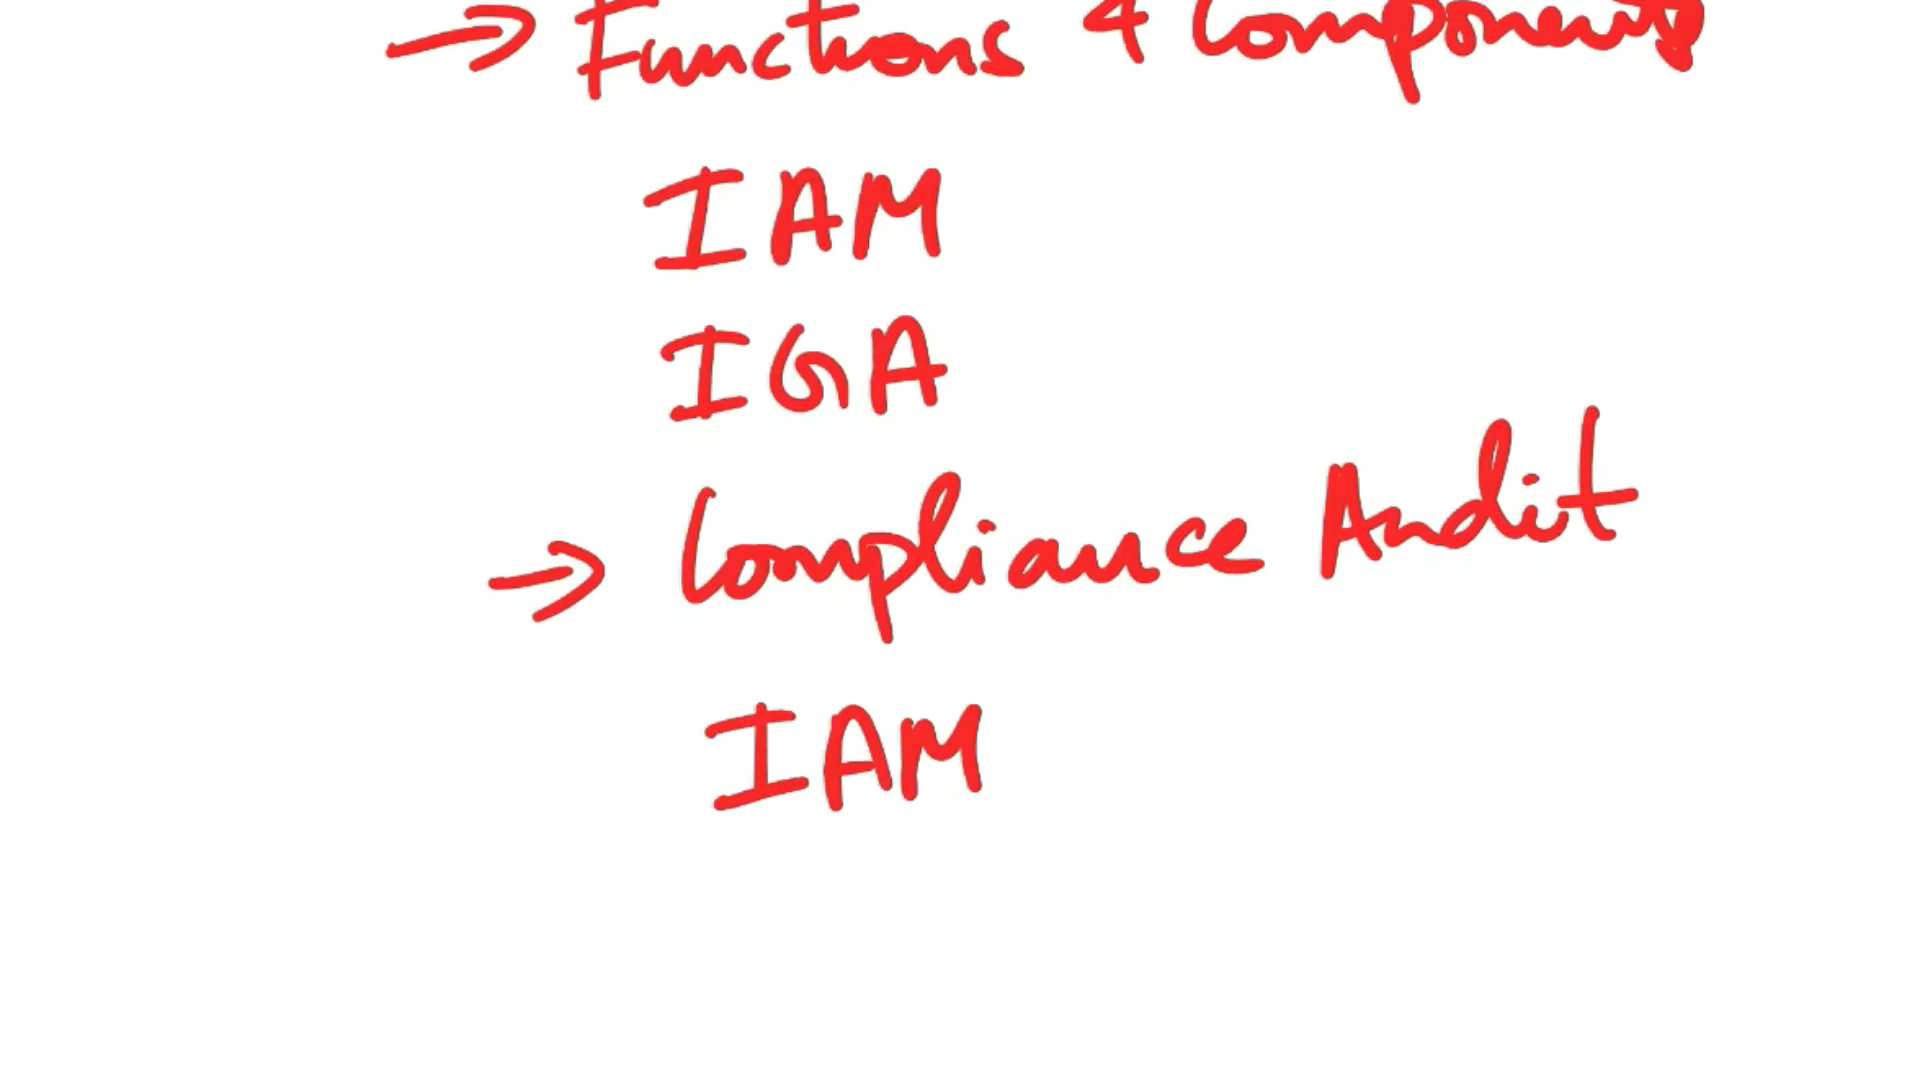 → Functions & Components
IAM
IGA
→ Compliance Audit
IAM